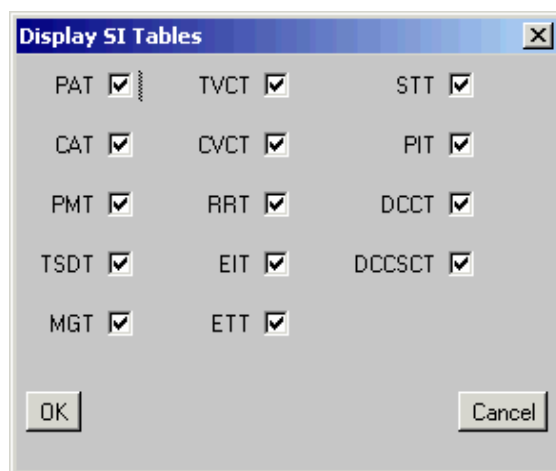 Display SI Tables
PAT TVCT STT
CAT CVCT PIT
PMT RRT DCCT
TSDT EIT DCCSCT
MGT ETT
OK Cancel